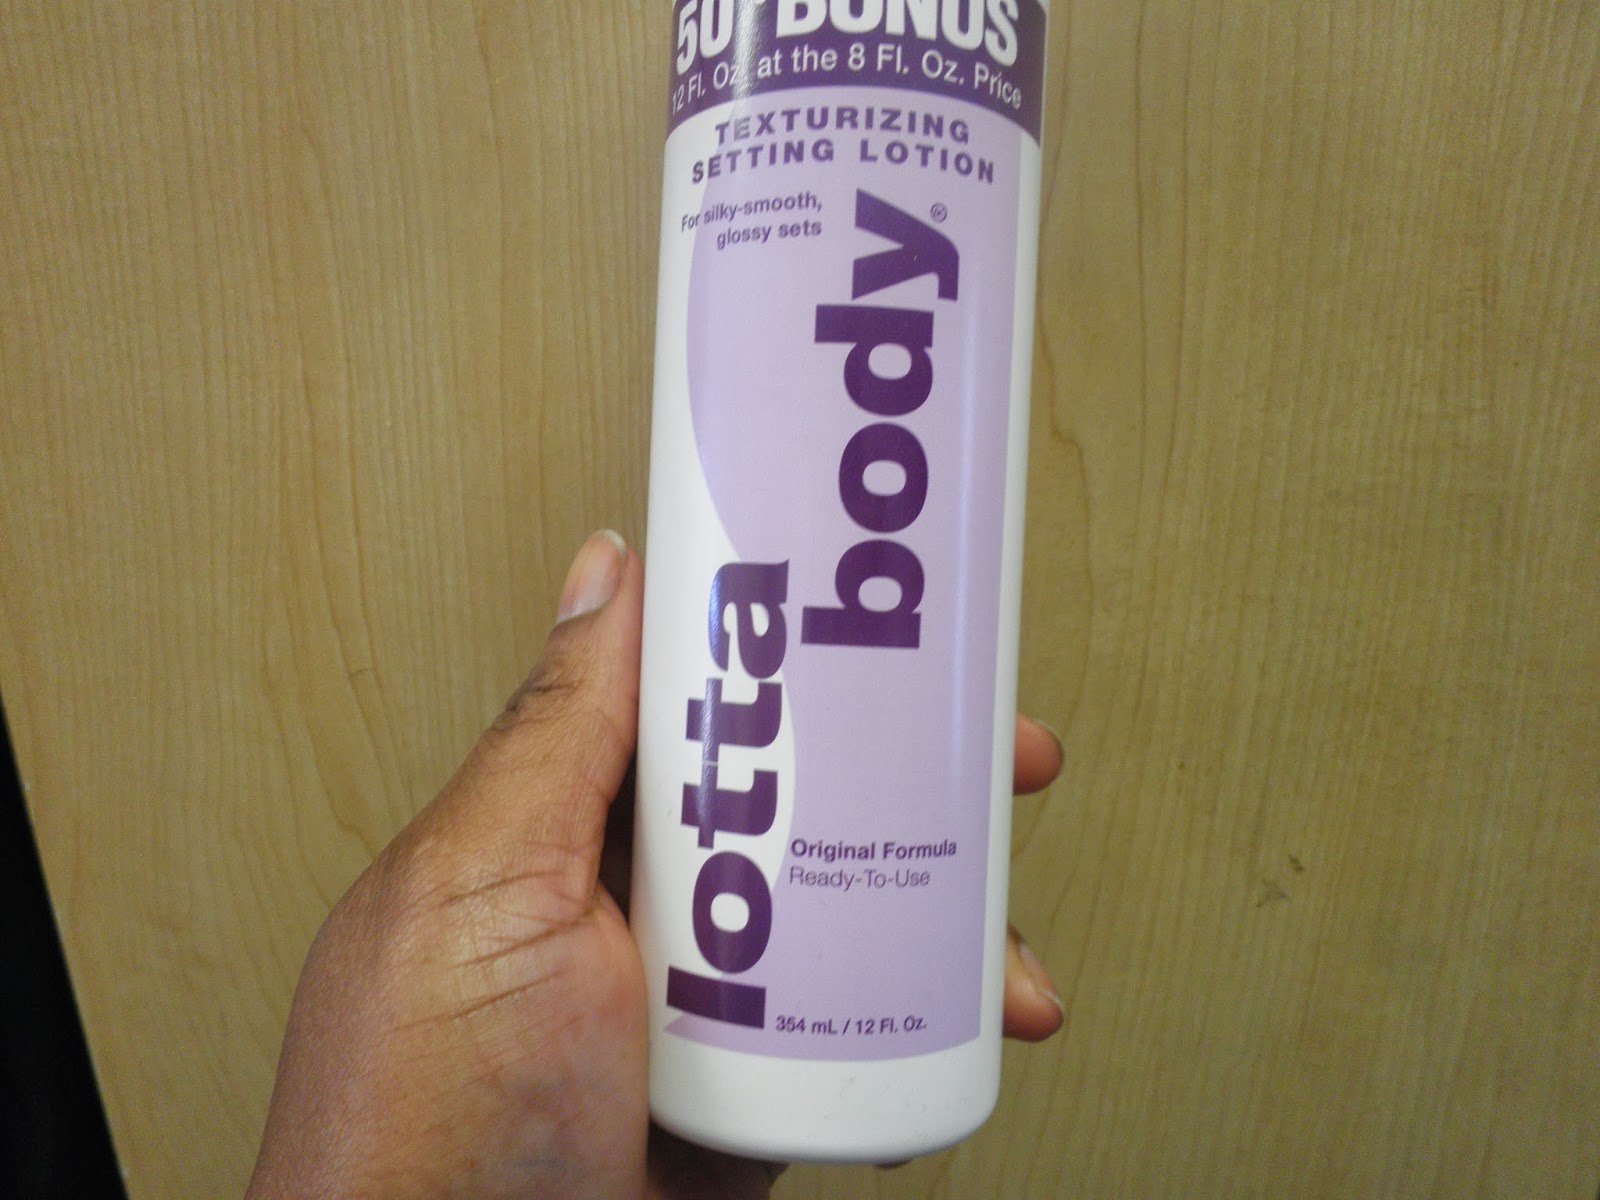 50% BONUS
12 Fl. Oz. at the 8 Fl. Oz. Price
TEXTURIZING
SETTING LOTION
For silky-smooth,
glossy sets
lotta
body®
Original Formula
Ready-To-Use
354 mL / 12 Fl. Oz.